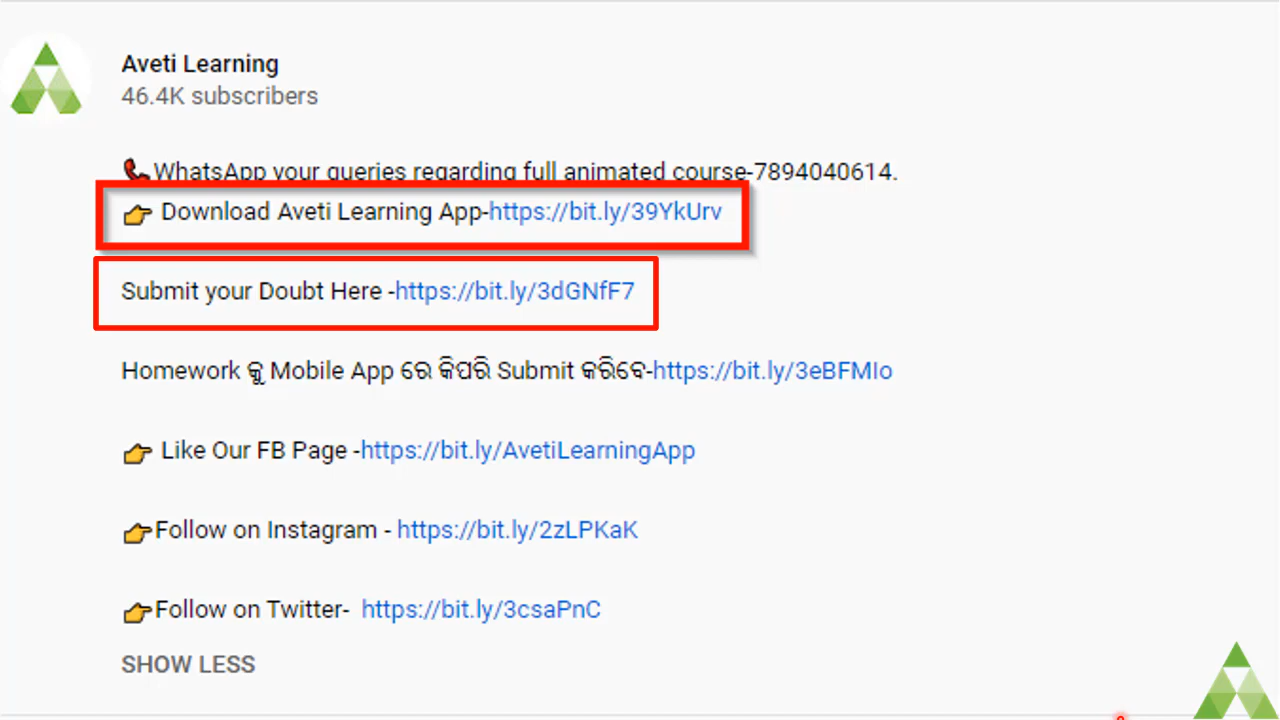 Aveti Learning
46.4K subscribers
WhatsApp your queries regarding full animated course-7894040614.
Download Aveti Learning App-https://bit.ly/39YkUrv
Submit your Doubt Here -https://bit.ly/3dGNfF7
Homework କୁ Mobile App ରେ କିପରି Submit କରିବେ-https://bit.ly/3eBFMIo
Like Our FB Page -https://bit.ly/AvetiLearningApp
Follow on Instagram - https://bit.ly/2zLPKaK
Follow on Twitter- https://bit.ly/3csaPnC
SHOW LESS